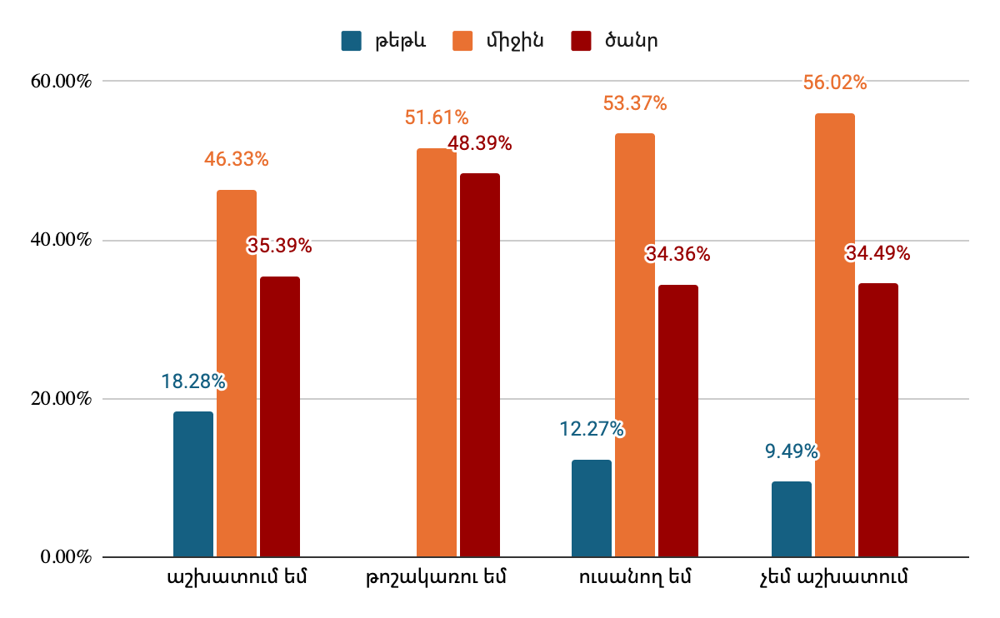 թեթև միջին ծանր
60.00%
40.00%
20.00%
0.00%
18.28% 46.33% 35.39%
51.61% 48.39%
12.27% 53.37% 34.36%
9.49% 56.02% 34.49%
աշխատում եմ թոշակառու եմ ուսանող եմ չեմ աշխատում